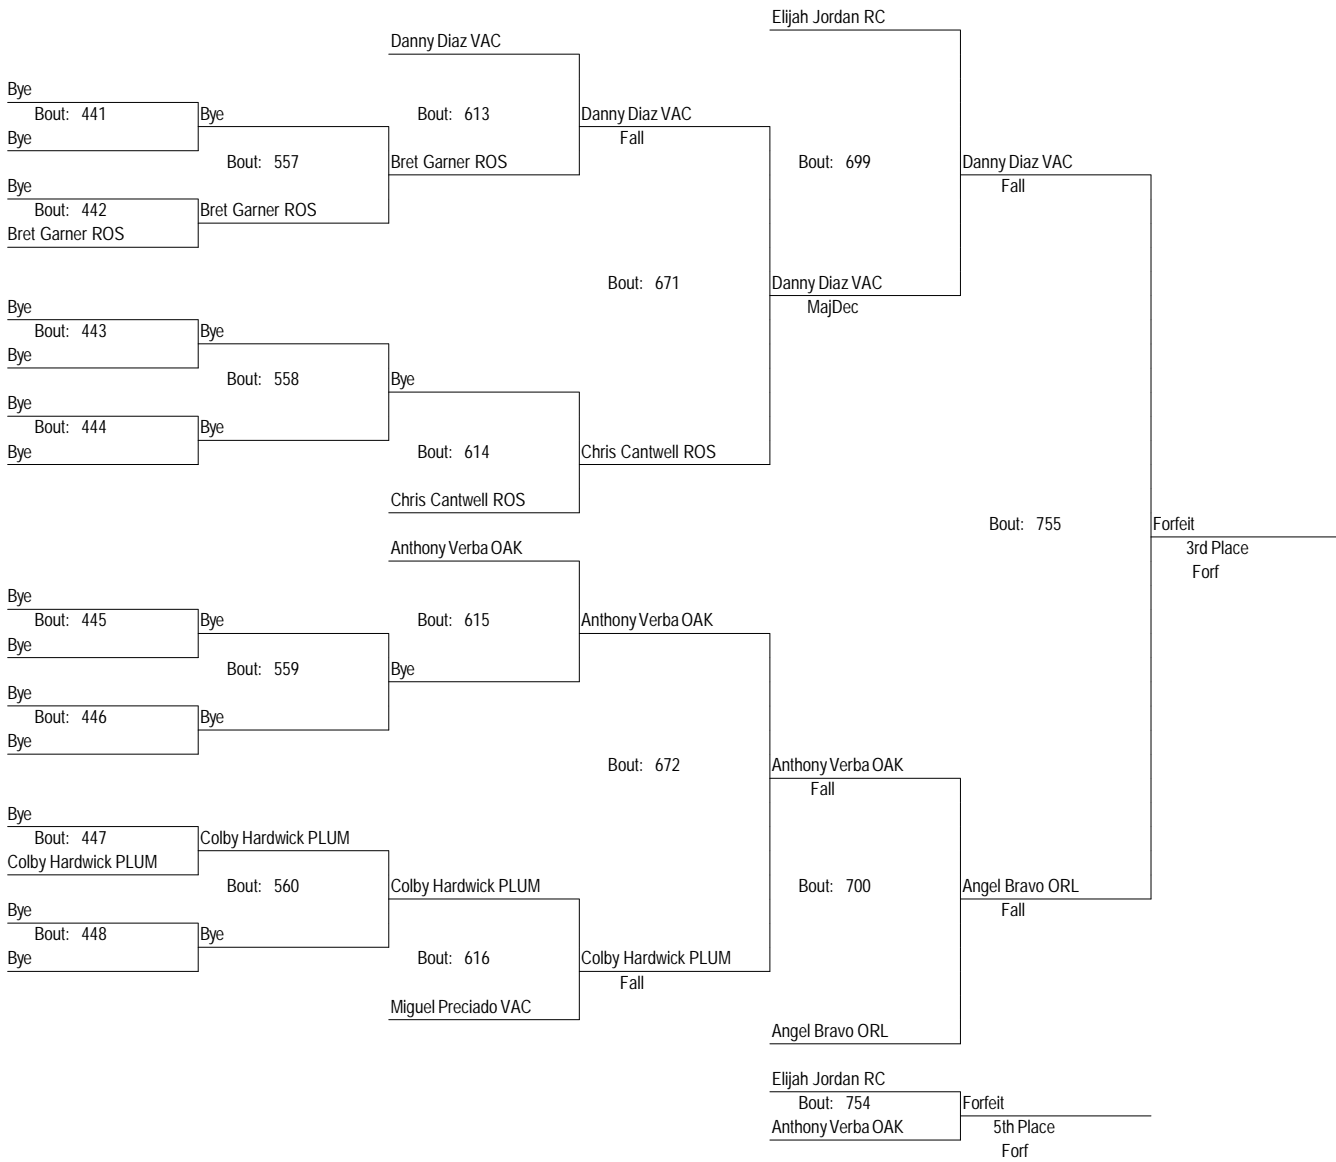 Elijah Jordan RC
Danny Diaz VAC
Bye
Bout: 441
Bye
Bout: 613
Danny Diaz VAC
Bye
Fall
Bout: 557
Bret Garner ROS
Bout: 699
Danny Diaz VAC
Bye
Fall
Bout: 442
Bret Garner ROS
Bret Garner ROS
Bout: 671
Danny Diaz VAC
Bye
MajDec
Bout: 443
Bye
Bye
Bout: 558
Bye
Bye
Bout: 444
Bye
Bye
Bout: 614
Chris Cantwell ROS
Chris Cantwell ROS
Bout: 755
Forfeit
Anthony Verba OAK
3rd Place
Forf
Bye
Bout: 445
Bye
Bout: 615
Anthony Verba OAK
Bye
Bout: 559
Bye
Bye
Bout: 446
Bye
Bye
Bout: 672
Anthony Verba OAK
Fall
Bye
Bout: 447
Colby Hardwick PLUM
Colby Hardwick PLUM
Bout: 560
Colby Hardwick PLUM
Bout: 700
Angel Bravo ORL
Bye
Fall
Bout: 448
Bye
Bye
Bout: 616
Colby Hardwick PLUM
Fall
Miguel Preciado VAC
Angel Bravo ORL
Elijah Jordan RC
Bout: 754
Forfeit
Anthony Verba OAK
5th Place
Forf